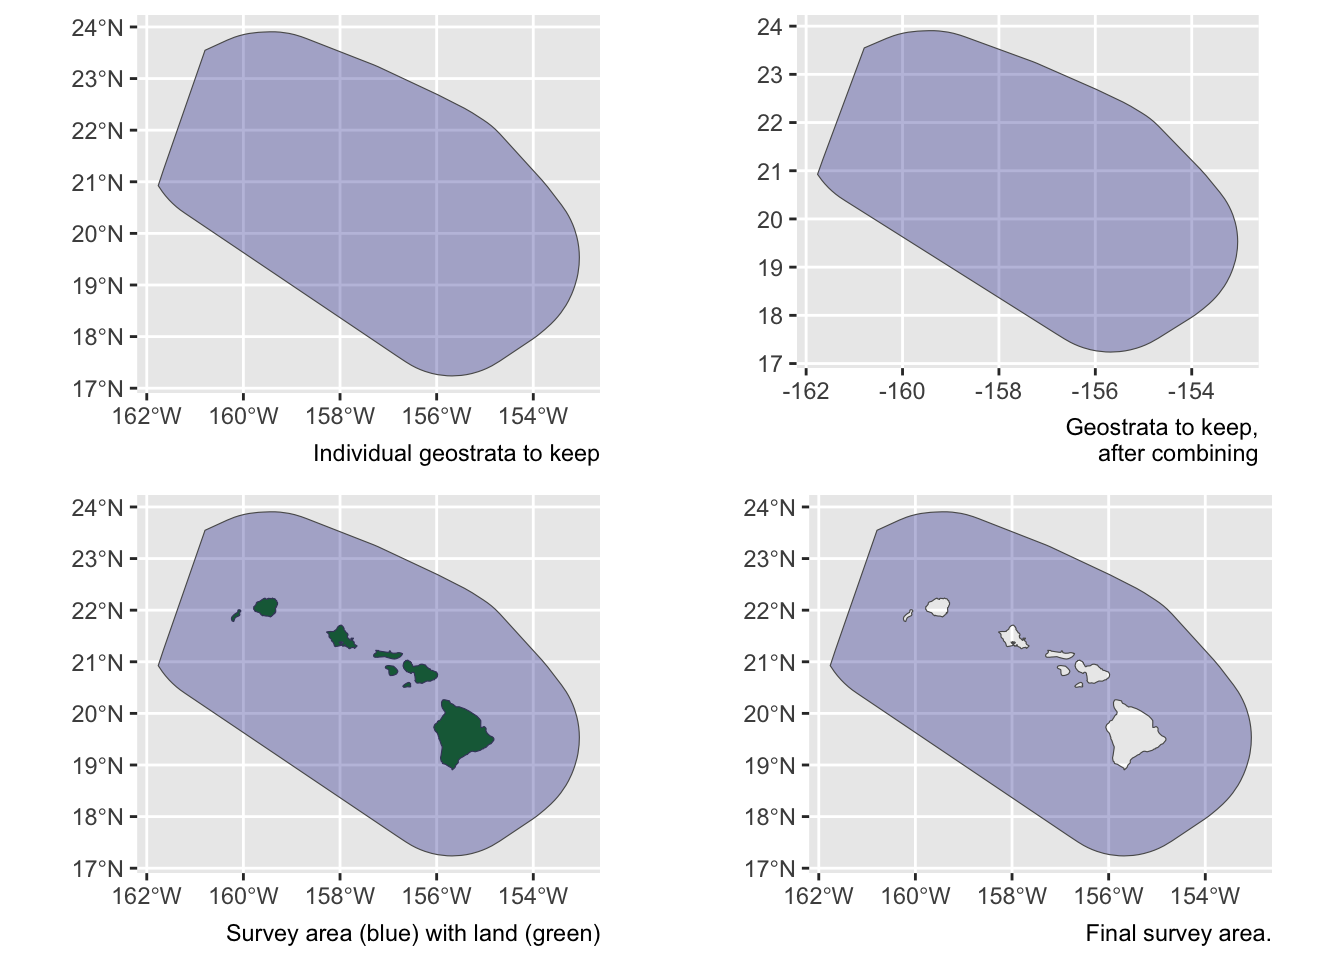 24°N
23°N
22°N
21°N
20°N
19°N
18°N
17°N
162°W 160°W 158°W 156°W 154°W
Individual geostrata to keep
24
23
22
21
20
19
18
17
-162 -160 -158 -156 -154
Geostrata to keep,
after combining
24°N
23°N
22°N
21°N
20°N
19°N
18°N
17°N
162°W 160°W 158°W 156°W 154°W
Survey area (blue) with land (green)
24°N
23°N
22°N
21°N
20°N
19°N
18°N
17°N
162°W 160°W 158°W 156°W 154°W
Final survey area.